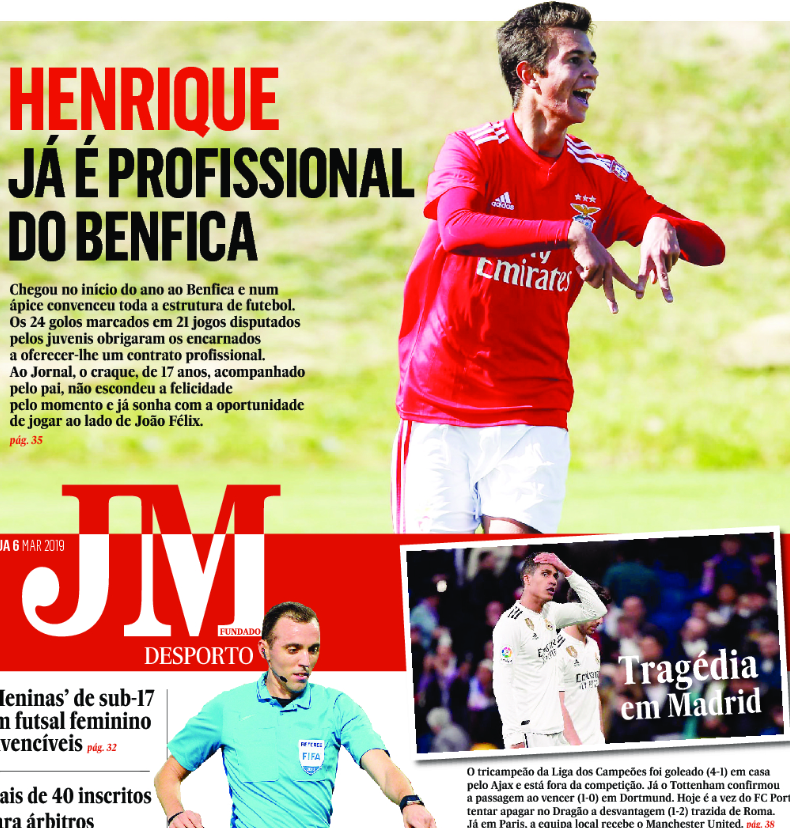 HENRIQUE
JÁ É PROFISSIONAL
DO BENFICA
Chegou no início do ano ao Benfica e num
ápice convenceu toda a estrutura de futebol.
Os 24 golos marcados em 21 jogos disputados
pelos juvenis obrigaram os encarnados
a oferecer-lhe um contrato profissional.
Ao Jornal, o craque, de 17 anos, acompanhado
pelo pai, não escondeu a felicidade
pelo momento e já sonha com a oportunidade
de jogar ao lado de João Félix.
pág. 35
adidas
Fly
Emirates
6 MAR 2019
JM
FUNDADO
DESPORTO
Tragédia
em Madrid
de sub-17
futsal feminino
pág. 32
REFEREE
FIFA
de 40 inscritos
árbitros
O tricampeão da Liga dos Campeões foi goleado (4-1) em casa
pelo Ajax e está fora da competição. Já o Tottenham confirmou
a passagem ao vencer (1-0) em Dortmund. Hoje é a vez do FC Port
tentar apagar no Dragão a desvantagem (1-2) trazida de Roma.
Já em Paris, a equipa local recebe o Manchester United. pág. 38